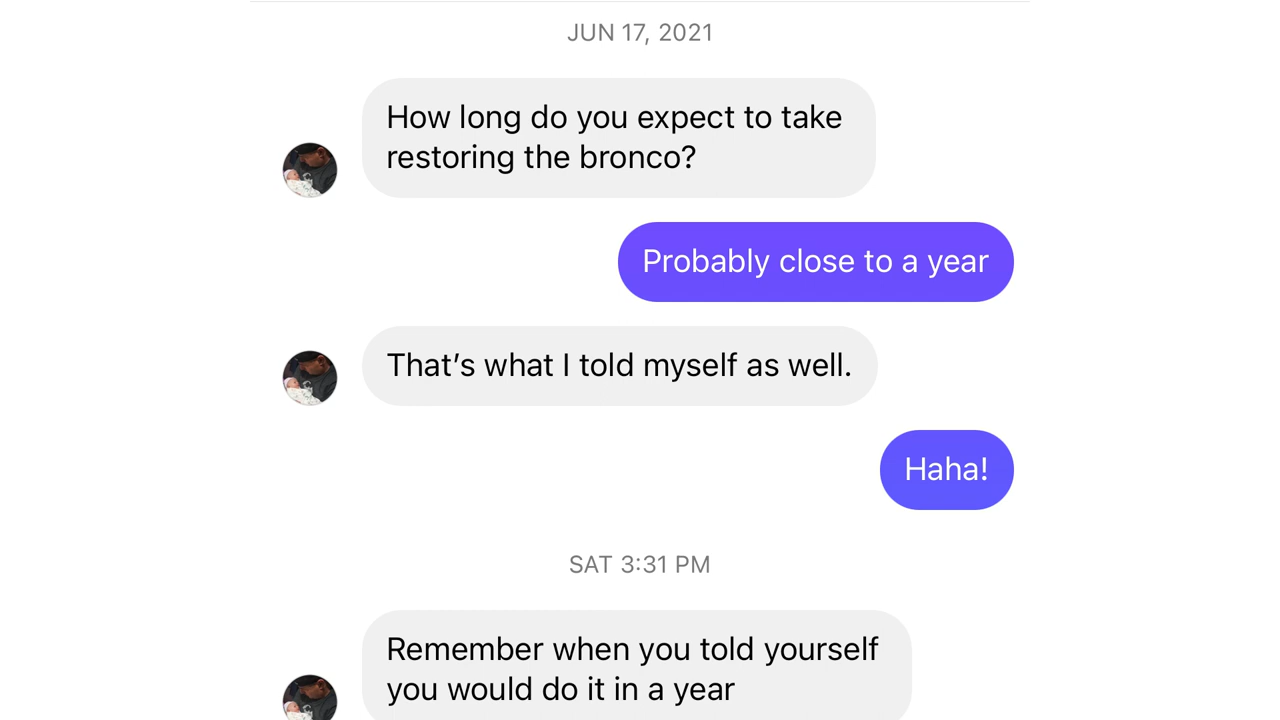 JUN 17, 2021
How long do you expect to take
restoring the bronco?
Probably close to a year
That’s what I told myself as well.
Haha!
SAT 3:31 PM
Remember when you told yourself
you would do it in a year